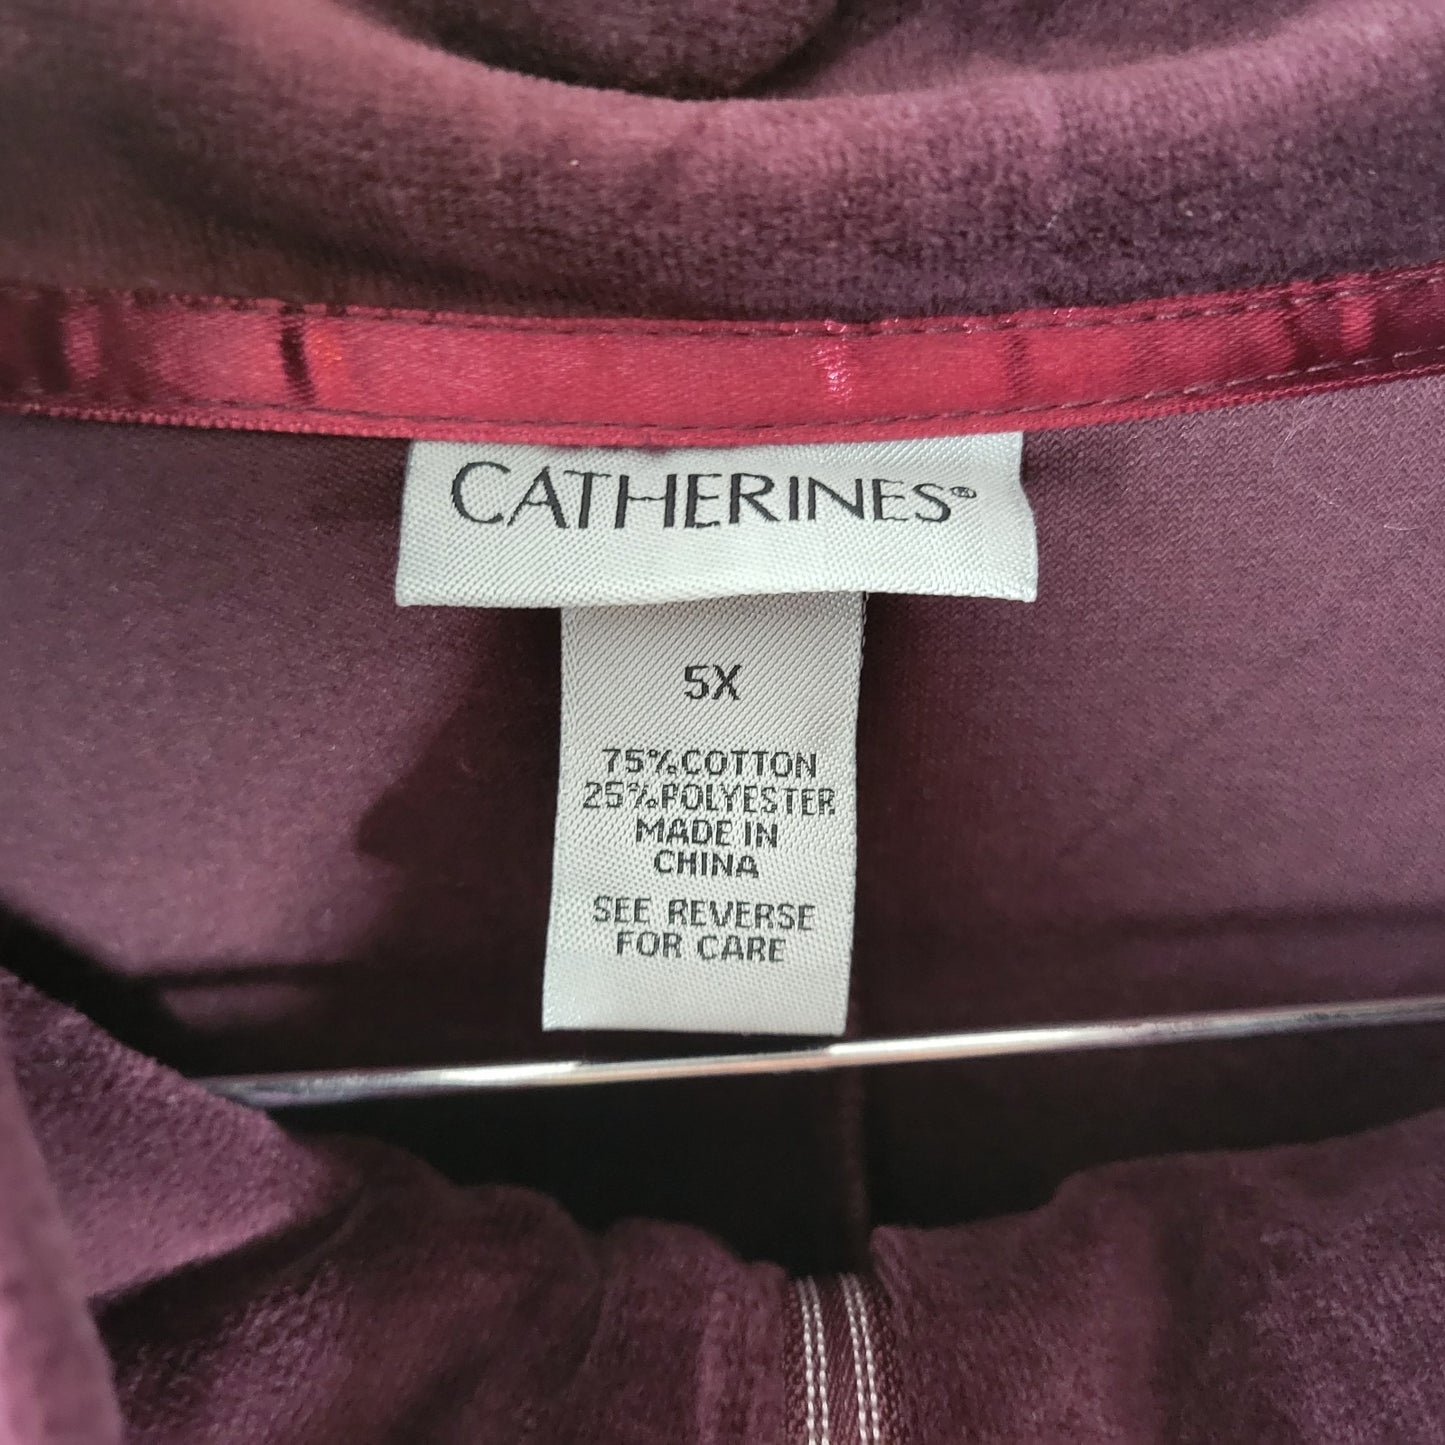 CATHERINES®
5X
75%COTTON
25%POLYESTER
MADE IN
CHINA
SEE REVERSE
FOR CARE